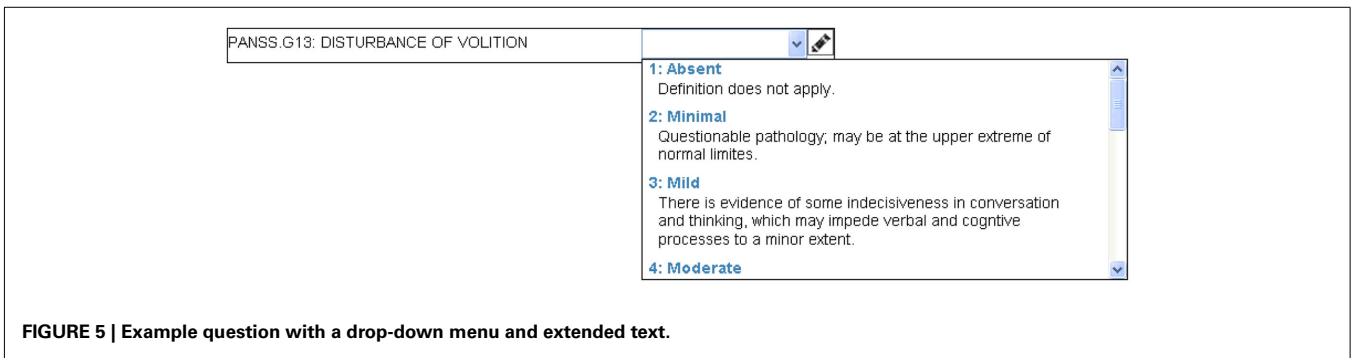 PANSS.G13: DISTURBANCE OF VOLITION
1: Absent
Definition does not apply.
2: Minimal
Questionable pathology; may be at the upper extreme of
normal limites.
3: Mild
There is evidence of some indecisiveness in conversation
and thinking, which may impede verbal and cogntive
processes to a minor extent.
4: Moderate
FIGURE 5 | Example question with a drop-down menu and extended text.